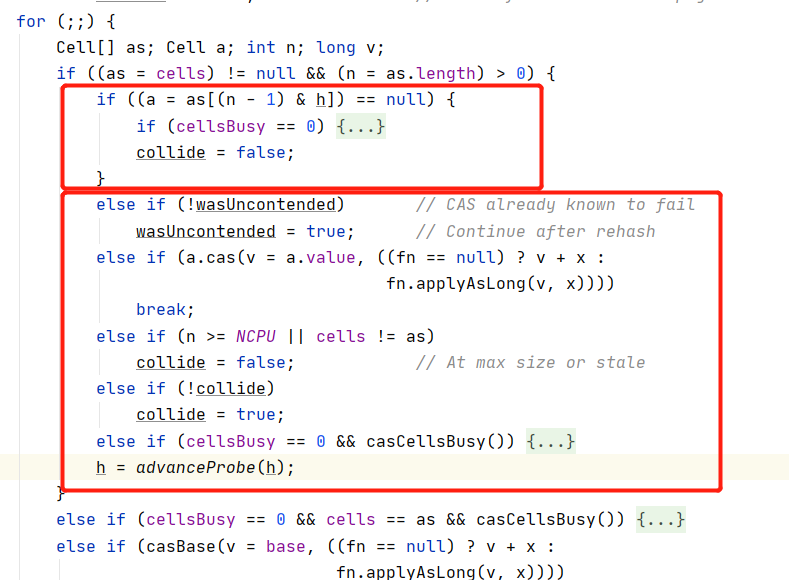 for (;;) {
    Cell[] as; Cell a; int n; long v;
    if ((as = cells) != null && (n = as.length) > 0) {
        if ((a = as[(n - 1) & h]) == null) {
            if (cellsBusy == 0) {...}
            collide = false;
        }
        else if (!wasUncontended)       // CAS already known to fail
            wasUncontended = true;      // Continue after rehash
        else if (a.cas(v = a.value, ((fn == null) ? v + x :
                                     fn.applyAsLong(v, x))))
            break;
        else if (n >= NCPU || cells != as)
            collide = false;            // At max size or stale
        else if (!collide)
            collide = true;
        else if (cellsBusy == 0 && casCellsBusy()) {...}
        h = advanceProbe(h);
    }
    else if (cellsBusy == 0 && cells == as && casCellsBusy()) {...}
    else if (casBase(v = base, ((fn == null) ? v + x :
                                fn.applyAsLong(v, x))))